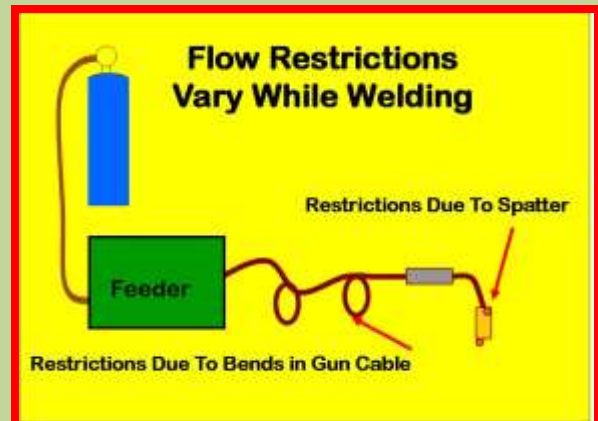 Flow Restrictions
Vary While Welding
Restrictions Due To Spatter
Feeder
Restrictions Due To Bends in Gun Cable